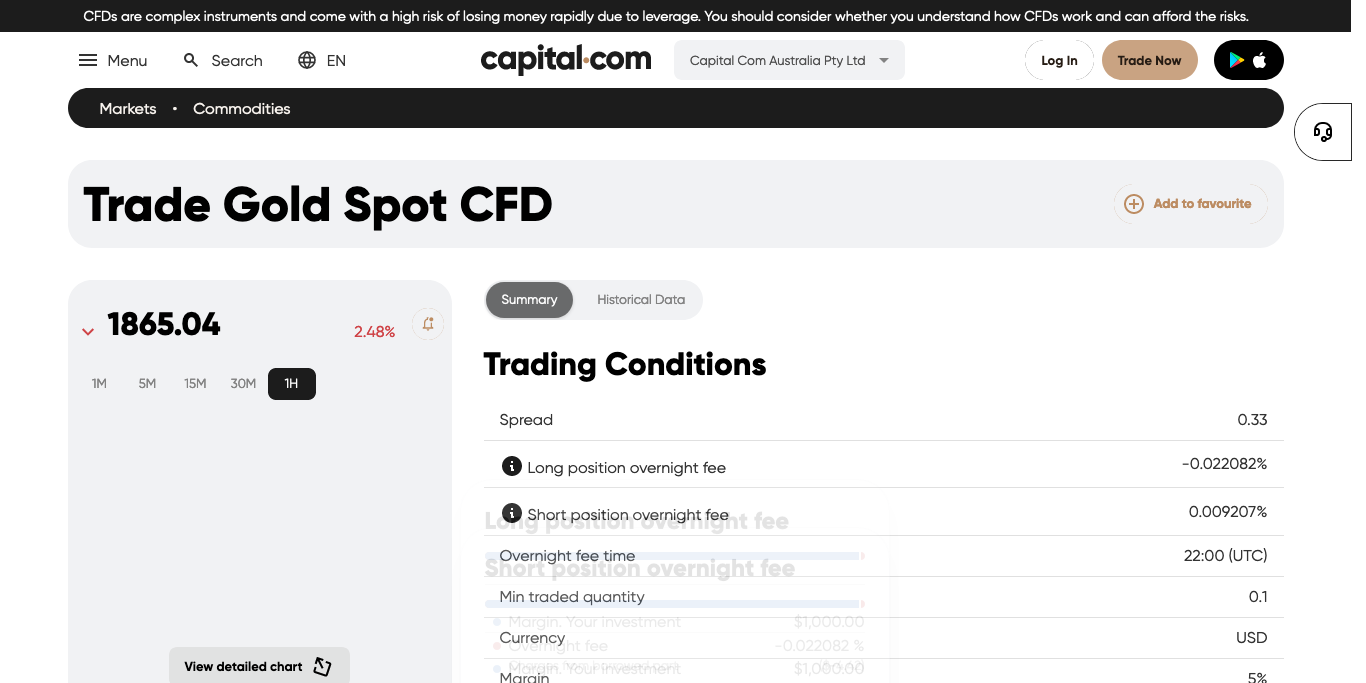 CFDs are complex instruments and come with a high risk of losing money rapidly due to leverage. You should consider whether you understand how CFDs work and can afford the risks.
Menu Search EN capital.com Capital Com Australia Pty Ltd Log In Trade Now
Markets • Commodities
Trade Gold Spot CFD Add to favourite
1865.04 2.48%
1M 5M 15M 30M 1H
View detailed chart
Summary Historical Data
Trading Conditions
Spread 0.33
Long position overnight fee -0.022082%
Short position overnight fee 0.009207%
Long position overnight fee
Overnight fee time 22:00 (UTC)
Short position overnight fee
Min traded quantity 0.1
Margin. Your investment $1,000.00
Currency USD
Overnight fee -0.022082 %
Margin. Your investment $1,000.00
Margin 5%